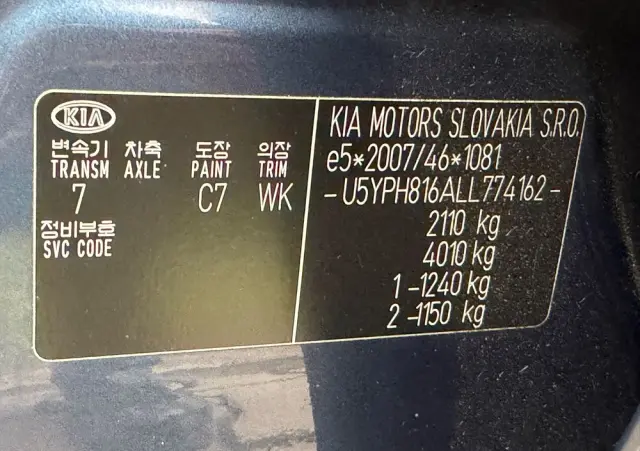 KIA
변속기 차축 도장 의장
TRANSM AXLE PAINT TRIM
7 C7 WK
정비부호
SVC CODE
KIA MOTORS SLOVAKIA S.R.O.
e5*2007/46*1081
-U5YPH816ALL774162-
2110 kg
4010 kg
1-1240 kg
2-1150 kg